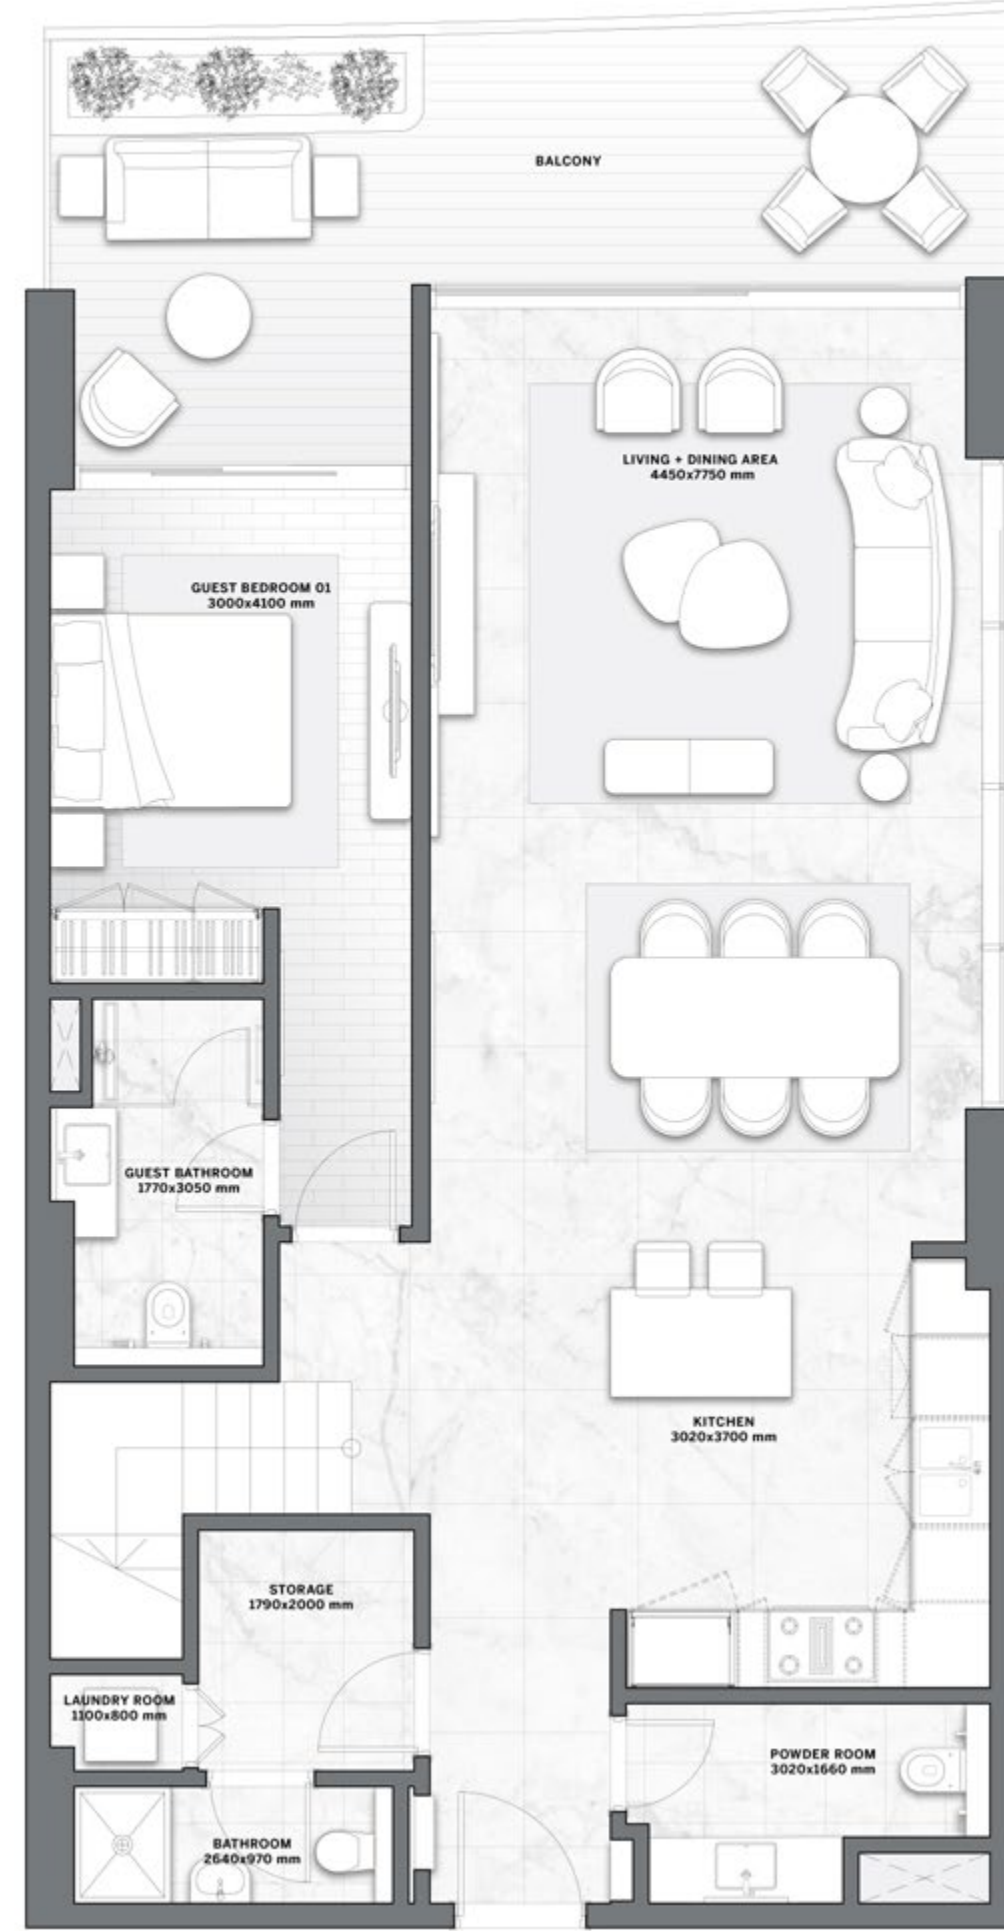 BALCONY
LIVING + DINING AREA
4450x7750 mm
GUEST BEDROOM 01
3000x4100 mm
GUEST BATHROOM
1770x3050 mm
KITCHEN
3020x3700 mm
STORAGE
1790x2000 mm
LAUNDRY ROOM
1100x800 mm
POWDER ROOM
3020x1660 mm
BATHROOM
2640x970 mm